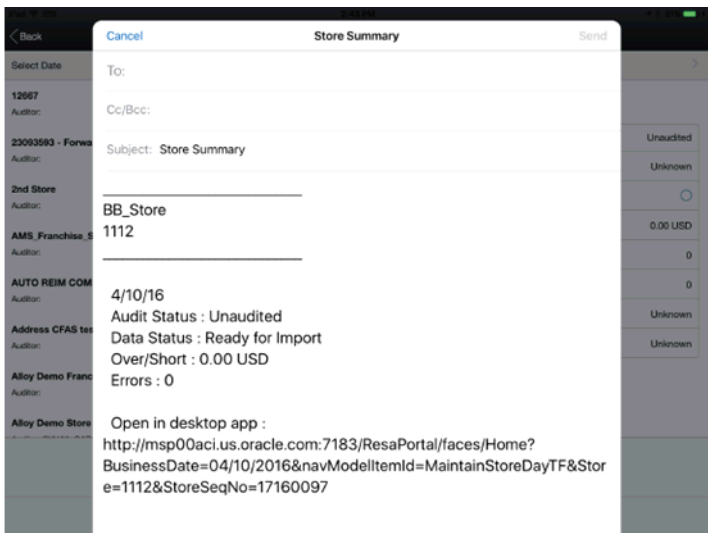 2:43 PM
Back
Cancel
Store Summary
Send
Select Date
To:
12667
Auditor:
Cc/Bcc:
23093593 - Forwa
Unaudited
Auditor:
Subject: Store Summary
Unknown
2nd Store
Auditor:
BB_Store
AMS_Franchise_S
1112
0.00 USD
Auditor:
0
AUTO REIM COM
0
Auditor:
4/10/16
Audit Status : Unaudited
Unknown
Address CFAS tes
Data Status : Ready for Import
Auditor:
Over/Short : 0.00 USD
Unknown
Errors : 0
Alloy Demo Franc
Auditor:
Alloy Demo Store
Open in desktop app :
http://msp00aci.us.oracle.com:7183/ResaPortal/faces/Home?
BusinessDate=04/10/2016&navModelItemId=MaintainStoreDayTF&Stor
e=1112&StoreSeqNo=17160097